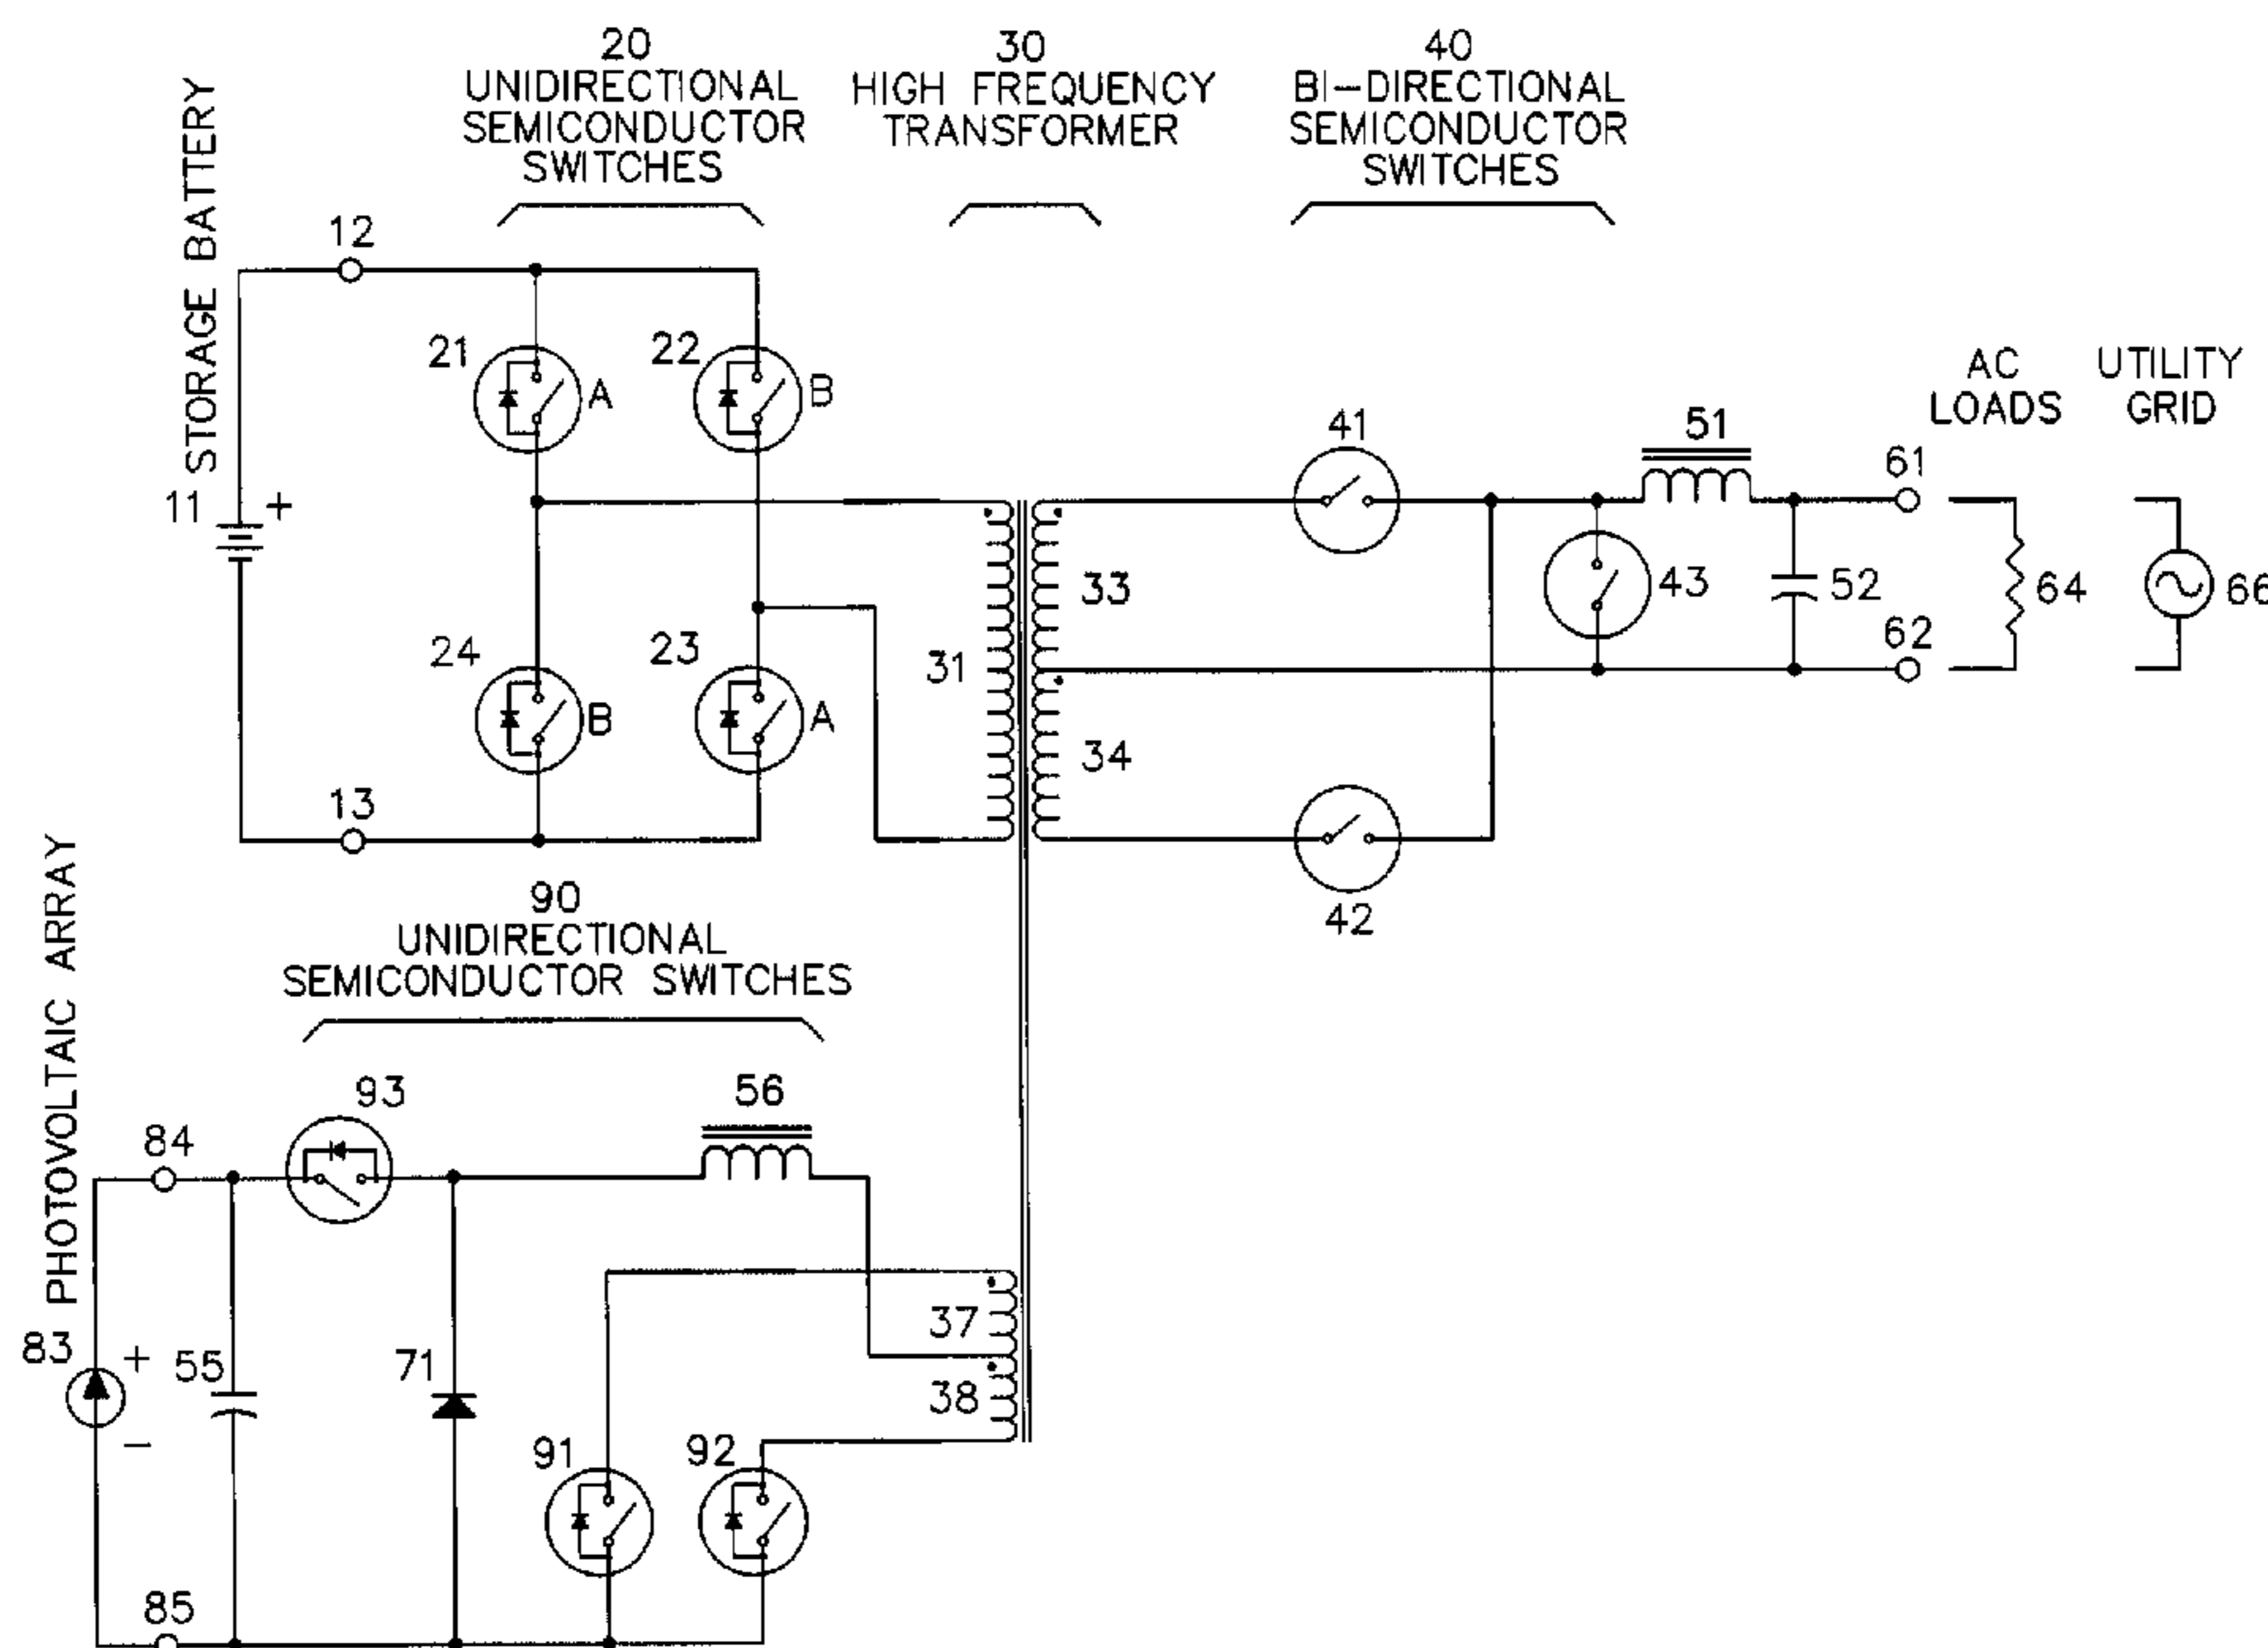 20
UNIDIRECTIONAL
SEMICONDUCTOR
SWITCHES
30
HIGH FREQUENCY
TRANSFORMER
40
BI-DIRECTIONAL
SEMICONDUCTOR
SWITCHES
STORAGE BATTERY
12
21
A
22
B
11
+
24
B
23
A
13
31
33
34
41
42
43
51
52
61
62
AC
LOADS
64
UTILITY
GRID
66
90
UNIDIRECTIONAL
SEMICONDUCTOR SWITCHES
PHOTOVOLTAIC ARRAY
84
93
56
83
+
−
55
71
37
38
91
92
85